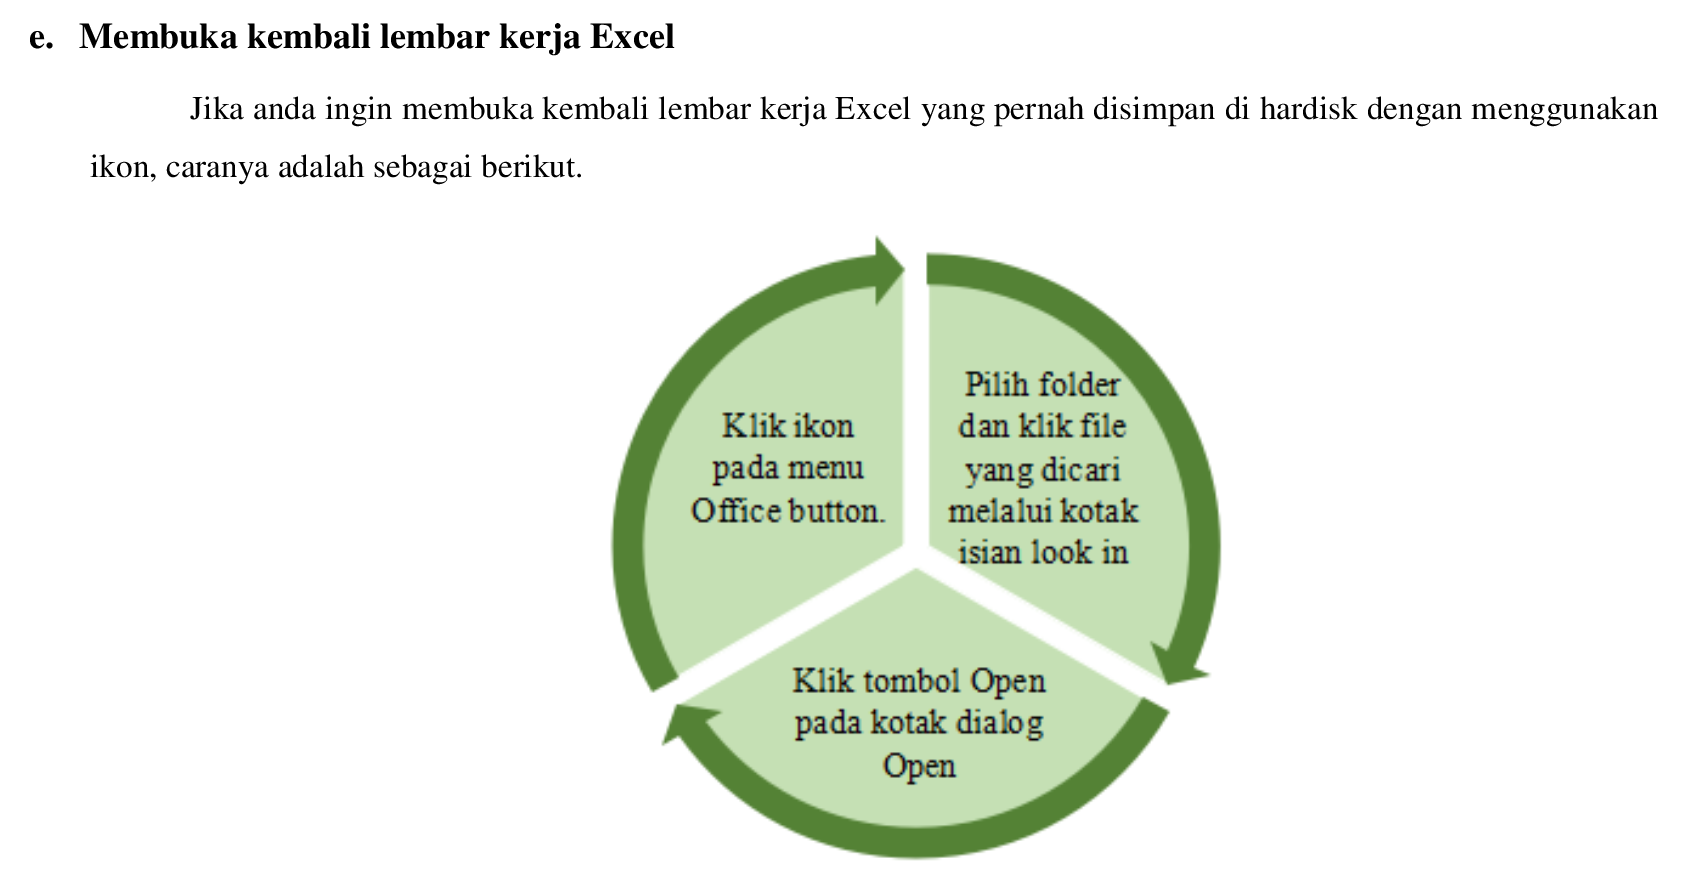 e. Membuka kembali lembar kerja Excel
Jika anda ingin membuka kembali lembar kerja Excel yang pernah disimpan di hardisk dengan menggunakan
ikon, caranya adalah sebagai berikut.
Klik ikon
pada menu
Office button.
Pilih folder
dan klik file
yang dicari
melalui kotak
isian look in
Klik tombol Open
pada kotak dialog
Open